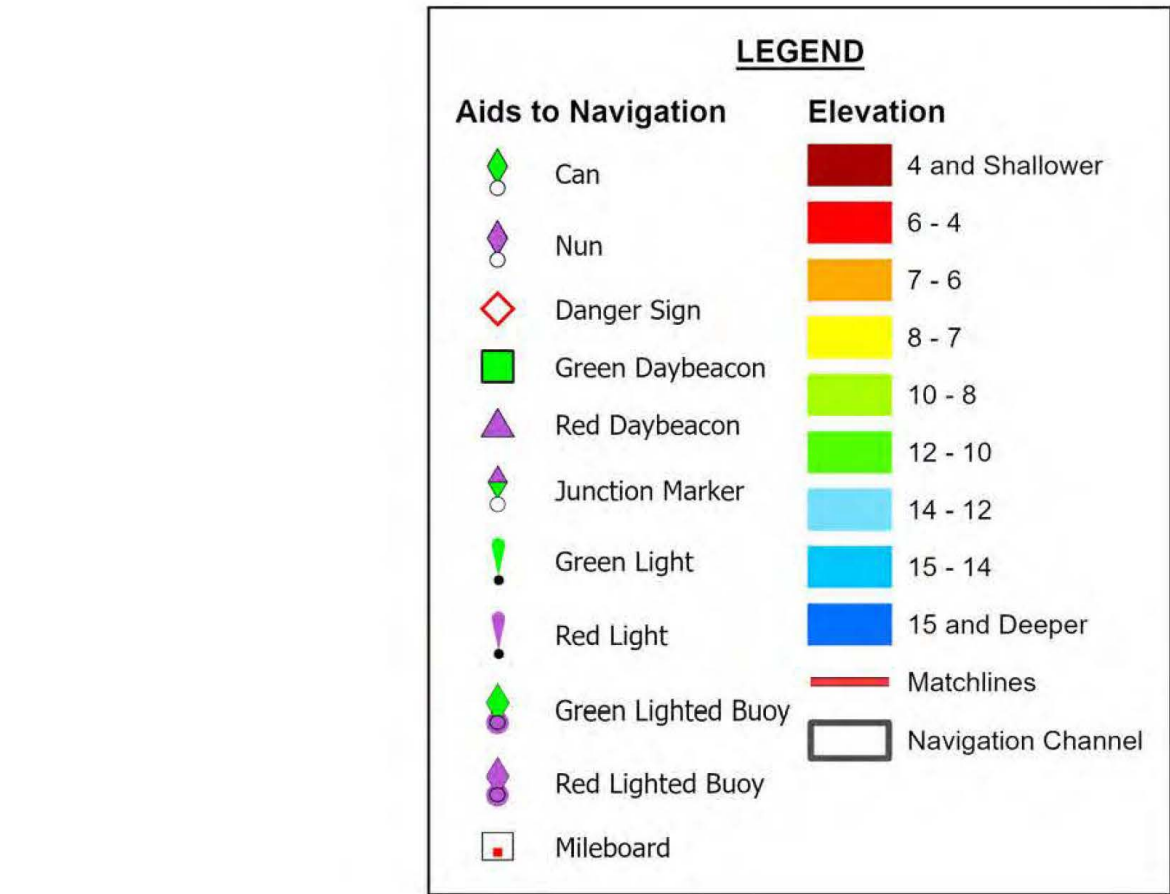 LEGEND
Aids to Navigation
Can
Nun
Danger Sign
Green Daybeacon
Red Daybeacon
Junction Marker
Green Light
Red Light
Green Lighted Buoy
Red Lighted Buoy
Mileboard
Elevation
4 and Shallower
6 - 4
7 - 6
8 - 7
10 - 8
12 - 10
14 - 12
15 - 14
15 and Deeper
Matchlines
Navigation Channel